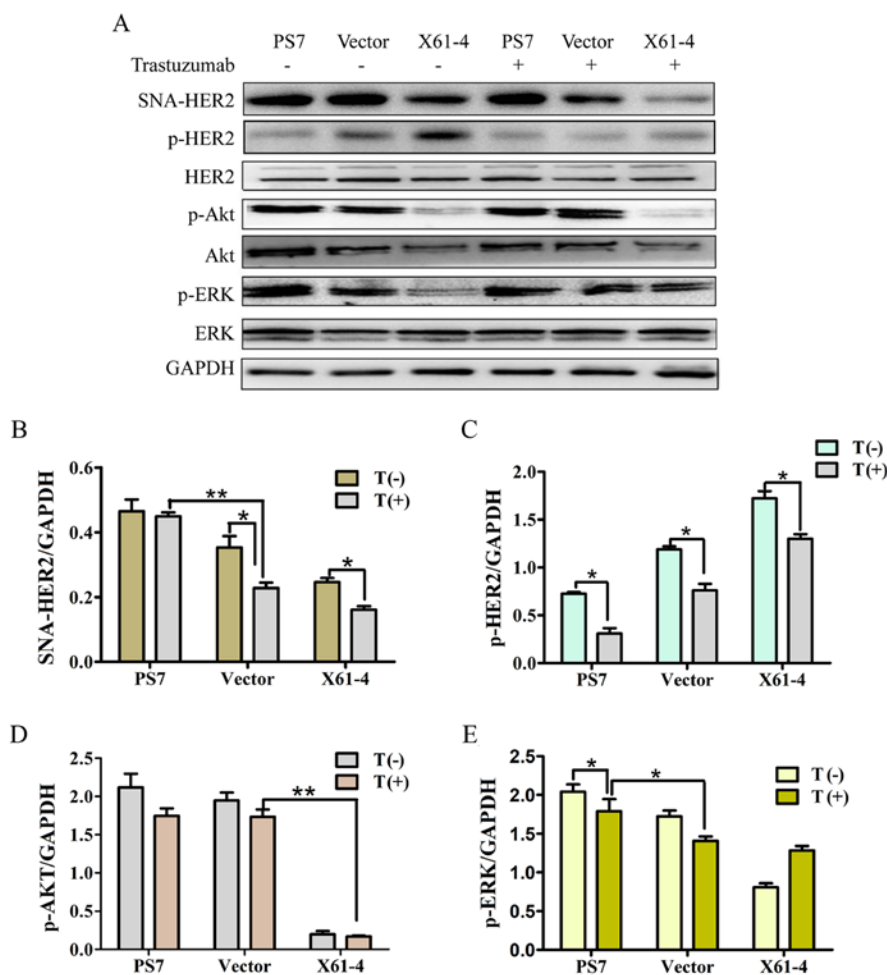 A
PS7 Vector X61-4 PS7 Vector X61-4
Trastuzumab - - - + + +
SNA-HER2
p-HER2
HER2
p-Akt
Akt
p-ERK
ERK
GAPDH
B
SNA-HER2/GAPDH
0.6
0.4
0.2
0.0
** * *
T(-)
T(+)
PS7 Vector X61-4
C
p-HER2/GAPDH
2.0
1.5
1.0
0.5
0.0
* * *
T(-)
T(+)
PS7 Vector X61-4
D
p-AKT/GAPDH
2.5
2.0
1.5
1.0
0.5
0.0
**
T(-)
T(+)
PS7 Vector X61-4
E
p-ERK/GAPDH
2.5
2.0
1.5
1.0
0.5
0.0
* *
T(-)
T(+)
PS7 Vector X61-4